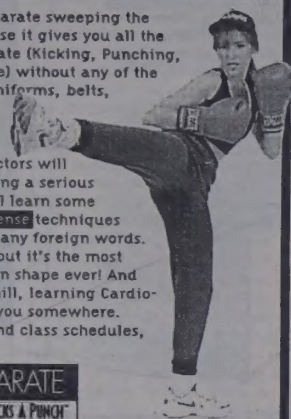 arate sweeping the
se it gives you all the
ate (Kicking, Punching,
e) without any of the
niforms, belts,
ctors will
ng a serious
l learn some
ense techniques
any foreign words.
out it's the most
n shape ever! And
ill, learning Cardio-
you somewhere.
nd class schedules,
ARATE
CKS A PUNCH